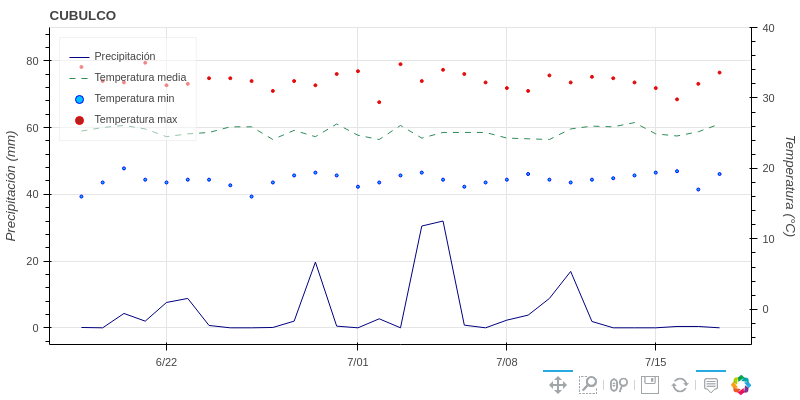 CUBULCO
Precipitación
Temperatura media
Temperatura min
Temperatura max
Precipitación (mm)
80
60
40
20
0
Temperatura (°C)
40
30
20
10
0
6/22
7/01
7/08
7/15